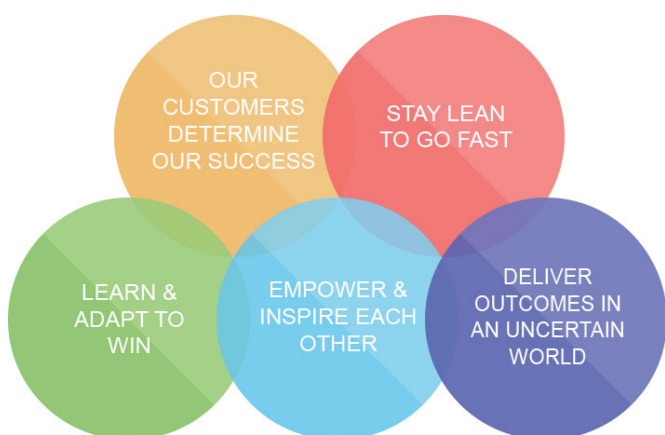 OUR
CUSTOMERS
DETERMINE
OUR SUCCESS
STAY LEAN
TO GO FAST
LEARN &
ADAPT TO
WIN
EMPOWER &
INSPIRE EACH
OTHER
DELIVER
OUTCOMES IN
AN UNCERTAIN
WORLD